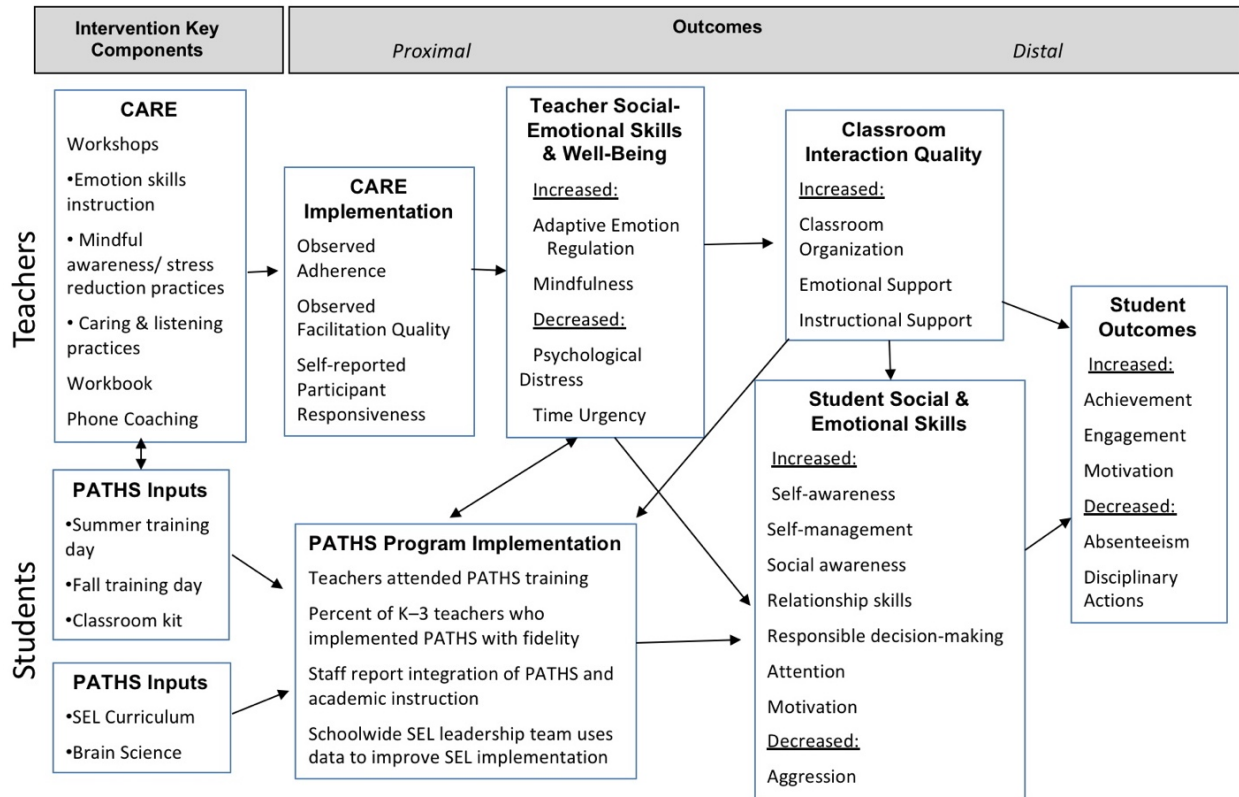 Intervention Key
Components
Outcomes
Proximal
Distal
Teachers
Students
CARE
Workshops
•Emotion skills
instruction
• Mindful
awareness/ stress
reduction practices
• Caring & listening
practices
Workbook
Phone Coaching
PATHS Inputs
•Summer training
day
•Fall training day
•Classroom kit
PATHS Inputs
•SEL Curriculum
•Brain Science
CARE
Implementation
Observed
Adherence
Observed
Facilitation Quality
Self-reported
Participant
Responsiveness
Teacher Social-
Emotional Skills
& Well-Being
Increased:
Adaptive Emotion
Regulation
Mindfulness
Decreased:
Psychological
Distress
Time Urgency
PATHS Program Implementation
Teachers attended PATHS training
Percent of K–3 teachers who
implemented PATHS with fidelity
Staff report integration of PATHS and
academic instruction
Schoolwide SEL leadership team uses
data to improve SEL implementation
Classroom
Interaction Quality
Increased:
Classroom
Organization
Emotional Support
Instructional Support
Student Social &
Emotional Skills
Increased:
Self-awareness
Self-management
Social awareness
Relationship skills
Responsible decision-making
Attention
Motivation
Decreased:
Aggression
Student
Outcomes
Increased:
Achievement
Engagement
Motivation
Decreased:
Absenteeism
Disciplinary
Actions